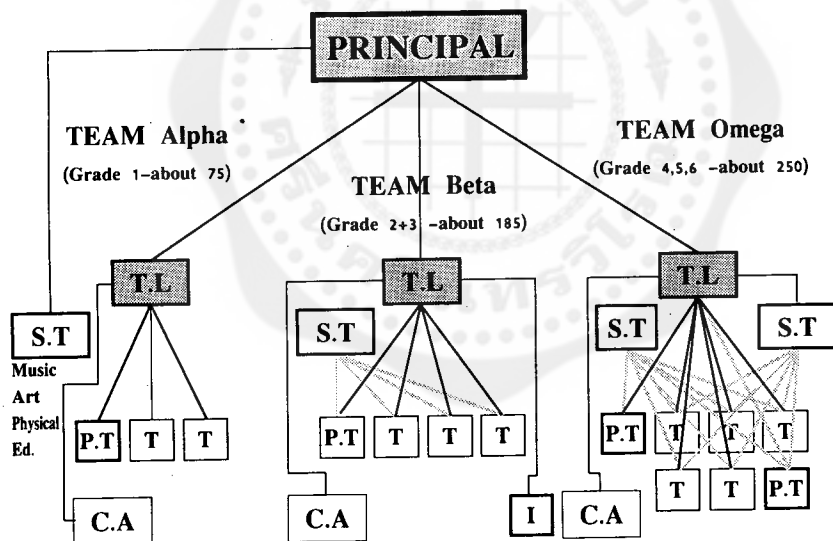 PRINCIPAL
TEAM Alpha
(Grade 1-about 75)
TEAM Beta
(Grade 2+3 -about 185)
TEAM Omega
(Grade 4,5,6 -about 250)
T.L
T.L
T.L
S.T
Music
Art
Physical
Ed.
S.T
S.T
S.T
P.T
T
T
P.T
T
T
T
P.T
T
T
T
T
T
P.T
C.A
C.A
I
C.A